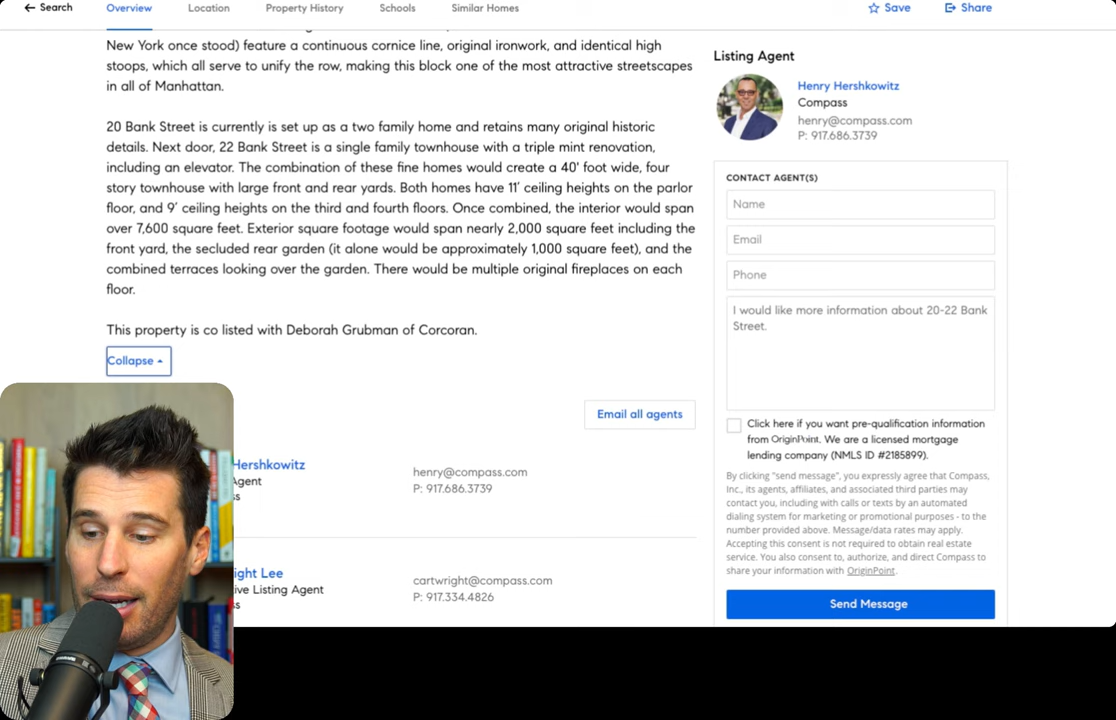 ← Search
Overview
Location
Property History
Schools
Similar Homes
Save
Share
New York once stood) feature a continuous cornice line, original ironwork, and identical high
stoops, which all serve to unify the row, making this block one of the most attractive streetscapes
in all of Manhattan.
20 Bank Street is currently is set up as a two family home and retains many original historic
details. Next door, 22 Bank Street is a single family townhouse with a triple mint renovation,
including an elevator. The combination of these fine homes would create a 40' foot wide, four
story townhouse with large front and rear yards. Both homes have 11' ceiling heights on the parlor
floor, and 9' ceiling heights on the third and fourth floors. Once combined, the interior would span
over 7,600 square feet. Exterior square footage would span nearly 2,000 square feet including the
front yard, the secluded rear garden (it alone would be approximately 1,000 square feet), and the
combined terraces looking over the garden. There would be multiple original fireplaces on each
floor.
This property is co listed with Deborah Grubman of Corcoran.
Collapse
Email all agents
Hershkowitz
Agent
henry@compass.com
P: 917.686.3739
ight Lee
ive Listing Agent
cartwright@compass.com
P: 917.334.4826
Listing Agent
Henry Hershkowitz
Compass
henry@compass.com
P: 917.686.3739
CONTACT AGENT(S)
Name
Email
Phone
I would like more information about 20-22 Bank
Street.
Click here if you want pre-qualification information
from OriginPoint. We are a licensed mortgage
lending company (NMLS ID #2185899).
By clicking "send message", you expressly agree that Compass,
Inc., its agents, affiliates, and associated third parties may
contact you, including with calls or texts by an automated
dialing system for marketing or promotional purposes - to the
number provided above. Message/data rates may apply.
Accepting this consent is not required to obtain real estate
service. You also consent to, authorize, and direct Compass to
share your information with OriginPoint.
Send Message